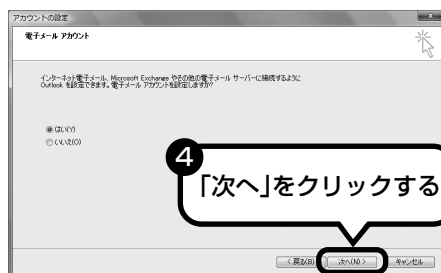 アカウントの設定
電子メール アカウント
インターネット電子メール、Microsoft Exchange やその他の電子メール サーバーに接続するように
Outlook を設定できます。電子メール アカウントを設定しますか?
はい(Y)
いいえ(O)
4
「次へ」をクリックする
< 戻る(B)
次へ(N) >
キャンセル